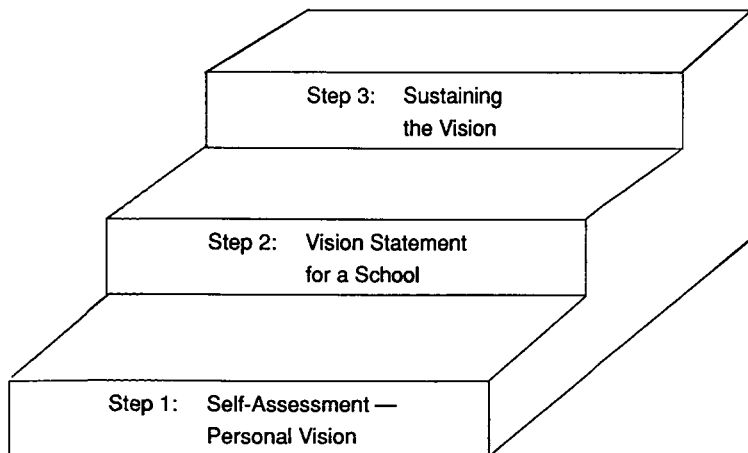 Step 3: Sustaining
the Vision
Step 2: Vision Statement
for a School
Step 1: Self-Assessment —
Personal Vision